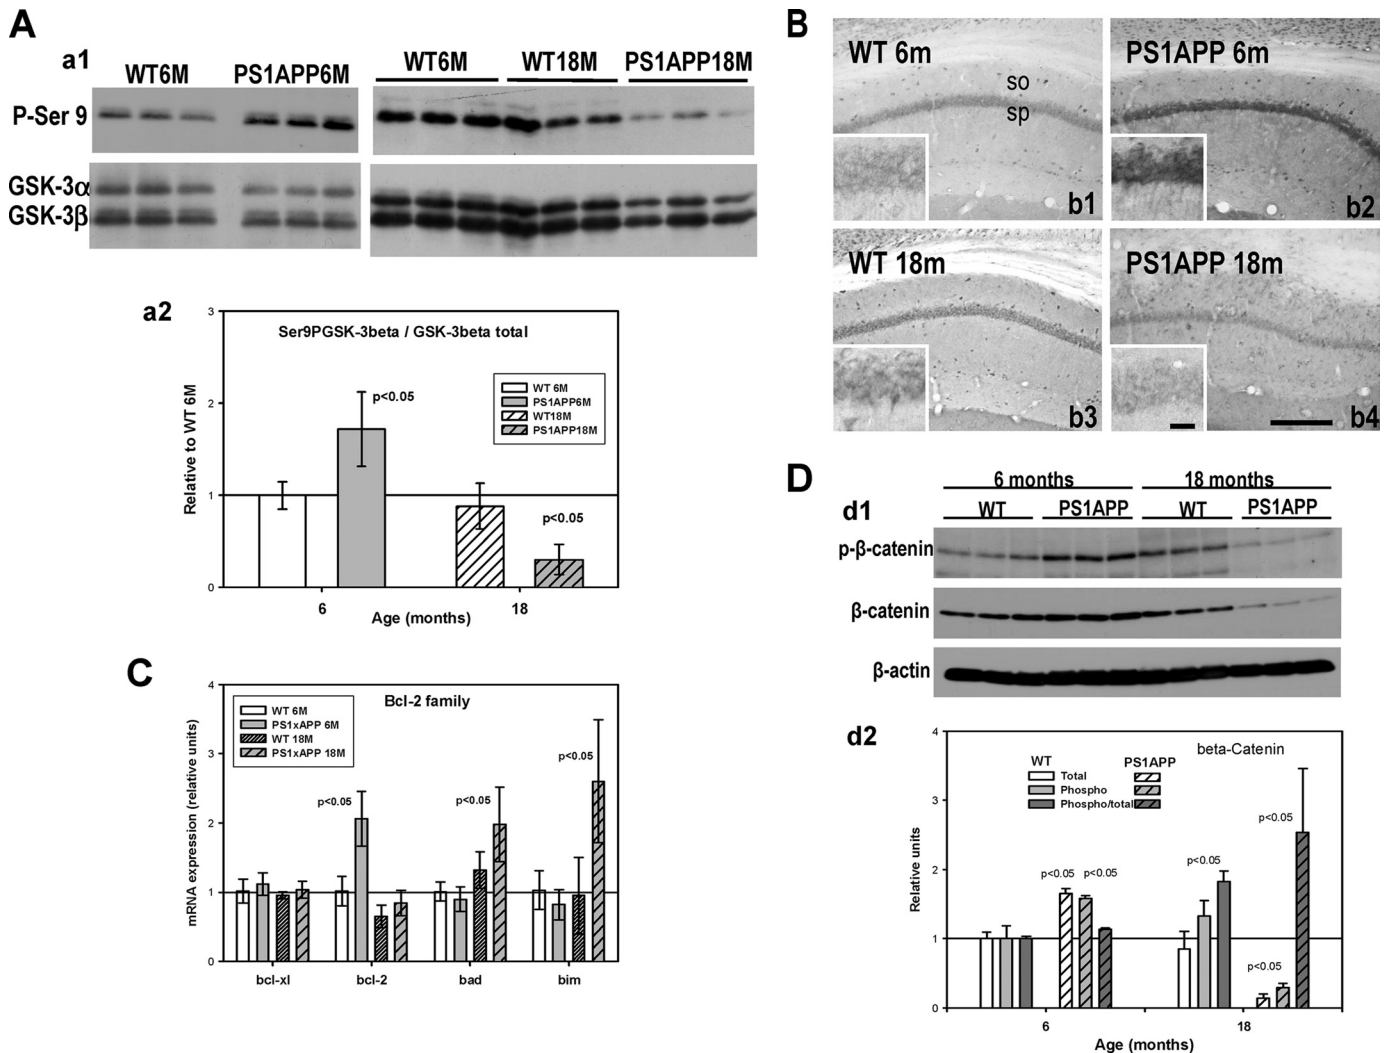 A
a1
WT6M PS1APP6M
WT6M WT18M PS1APP18M
P-Ser 9
GSK-3α
GSK-3β
a2
Ser9PGSK-3beta / GSK-3beta total
Relative to WT 6M
3
2
1
0
p<0.05
WT 6M
PS1APP6M
WT18M
PS1APP18M
p<0.05
6 18
Age (months)
B
WT 6m
so
sp
b1
PS1APP 6m
b2
WT 18m
b3
PS1APP 18m
b4
C
Bcl-2 family
mRNA expression (relative units)
4
3
2
1
0
WT 6M
PS1xAPP 6M
WT 18M
PS1xAPP 18M
p<0.05
p<0.05
p<0.05
bcl-xl bcl-2 bad bim
D
6 months 18 months
d1
WT PS1APP WT PS1APP
p-β-catenin
β-catenin
β-actin
d2
beta-Catenin
Relative units
4
3
2
1
0
WT PS1APP
Total
Phospho
Phospho/total
p<0.05 p<0.05
p<0.05
p<0.05
p<0.05
6 18
Age (months)